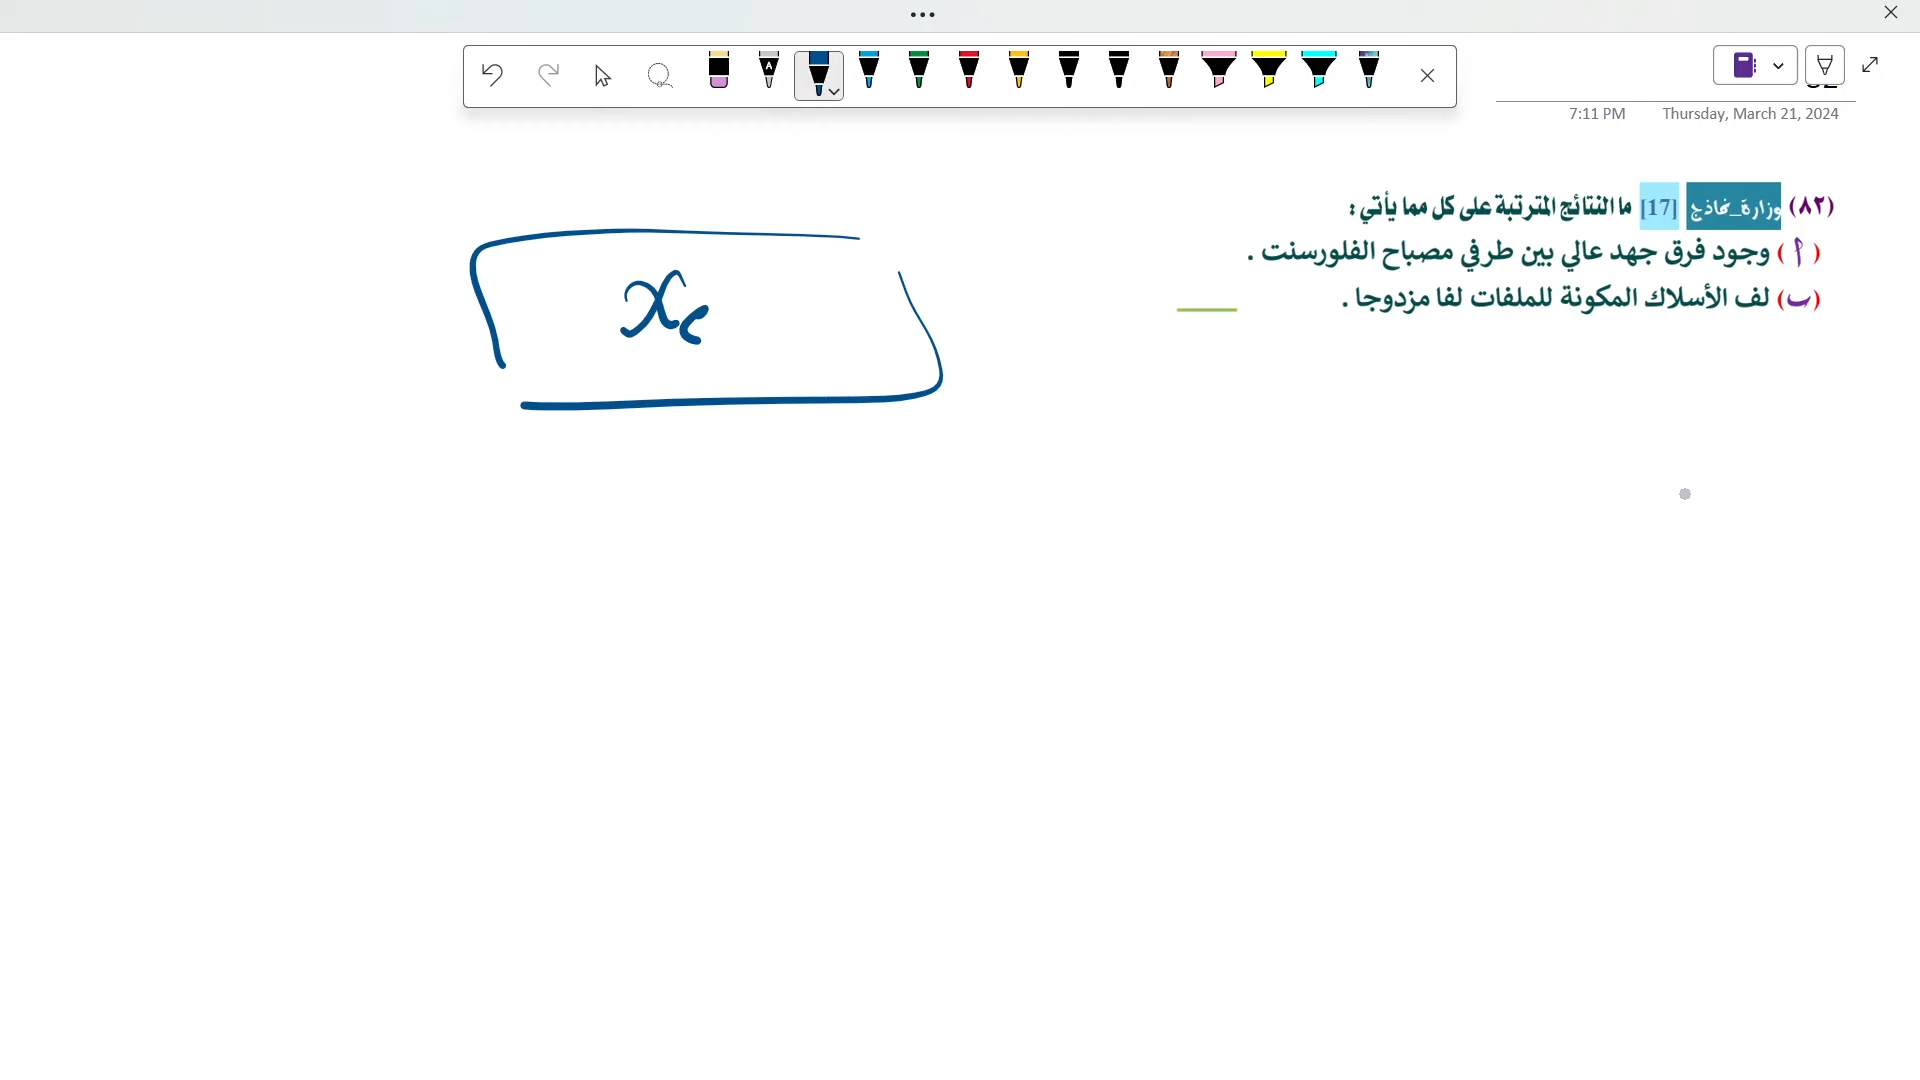 7:11 PM Thursday, March 21, 2024
(٨٢) وزارة_نماذج [17] ما النتائج المترتبة على كل مما يأتي :
(أ) وجود فرق جهد عالي بين طرفي مصباح الفلورسنت .
(ب) لف الأسلاك المكونة للملفات لفا مزدوجا .
Xe